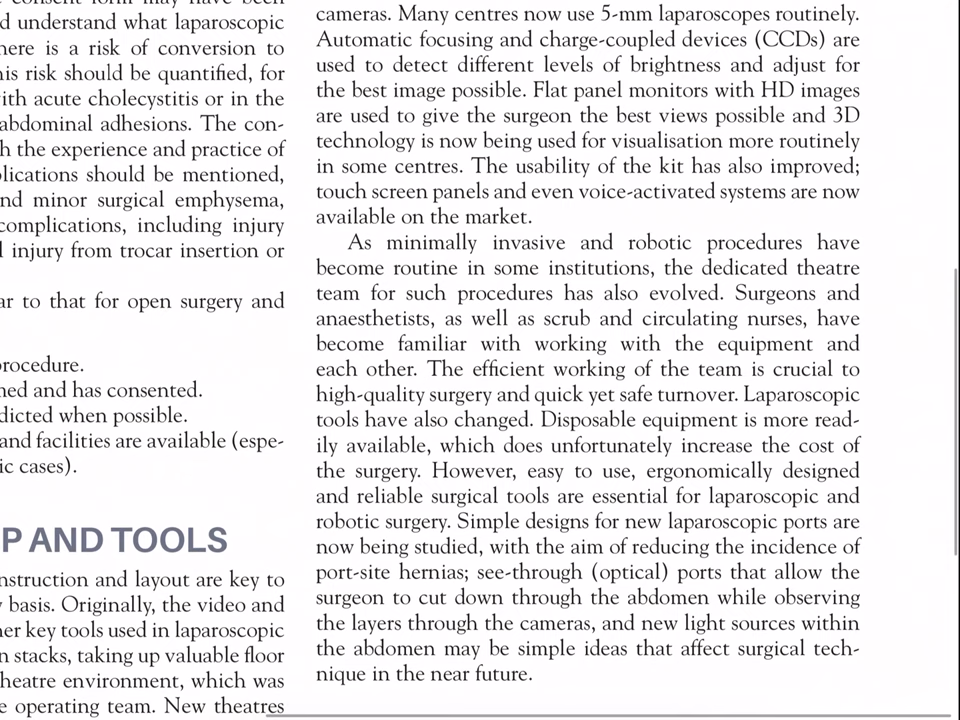 consent form may have been
d understand what laparoscopic
here is a risk of conversion to
his risk should be quantified, for
ith acute cholecystitis or in the
abdominal adhesions. The con-
h the experience and practice of
plications should be mentioned,
nd minor surgical emphysema,
complications, including injury
l injury from trocar insertion or
ar to that for open surgery and
procedure.
ned and has consented.
dicted when possible.
and facilities are available (espe-
ic cases).
P AND TOOLS
nstruction and layout are key to
y basis. Originally, the video and
her key tools used in laparoscopic
n stacks, taking up valuable floor
heatre environment, which was
e operating team. New theatres
cameras. Many centres now use 5-mm laparoscopes routinely.
Automatic focusing and charge-coupled devices (CCDs) are
used to detect different levels of brightness and adjust for
the best image possible. Flat panel monitors with HD images
are used to give the surgeon the best views possible and 3D
technology is now being used for visualisation more routinely
in some centres. The usability of the kit has also improved;
touch screen panels and even voice-activated systems are now
available on the market.
As minimally invasive and robotic procedures have
become routine in some institutions, the dedicated theatre
team for such procedures has also evolved. Surgeons and
anaesthetists, as well as scrub and circulating nurses, have
become familiar with working with the equipment and
each other. The efficient working of the team is crucial to
high-quality surgery and quick yet safe turnover. Laparoscopic
tools have also changed. Disposable equipment is more read-
ily available, which does unfortunately increase the cost of
the surgery. However, easy to use, ergonomically designed
and reliable surgical tools are essential for laparoscopic and
robotic surgery. Simple designs for new laparoscopic ports are
now being studied, with the aim of reducing the incidence of
port-site hernias; see-through (optical) ports that allow the
surgeon to cut down through the abdomen while observing
the layers through the cameras, and new light sources within
the abdomen may be simple ideas that affect surgical tech-
nique in the near future.